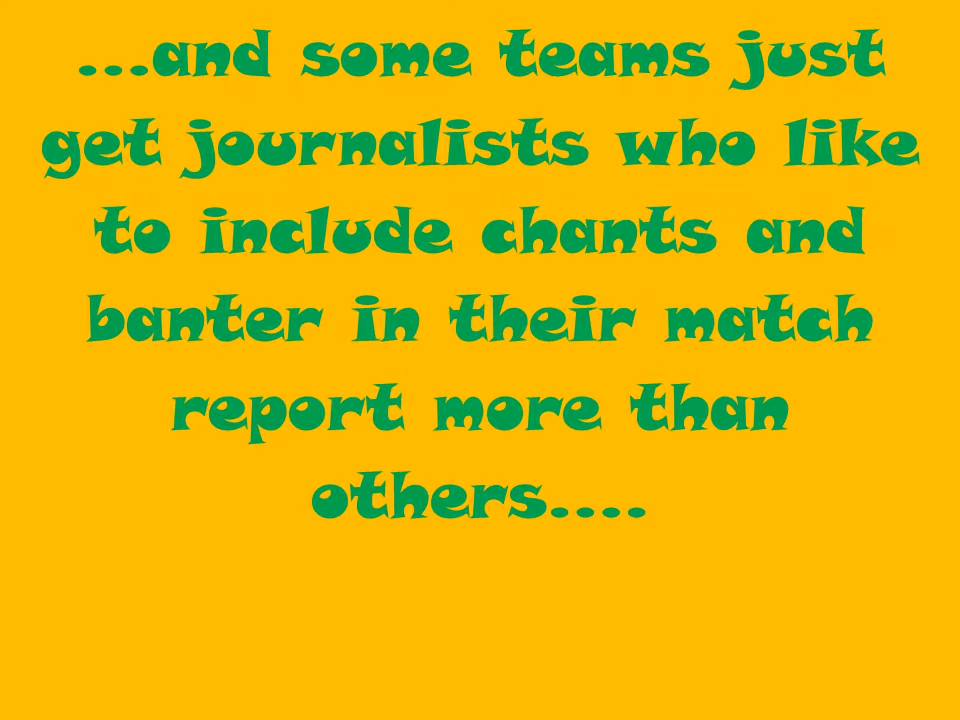 ...and some teams just
get journalists who like
to include chants and
banter in their match
report more than
others....